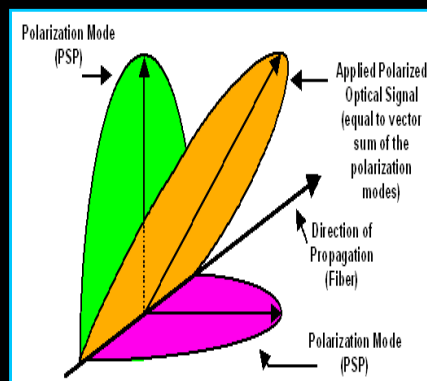 Polarization Mode
(PSP)
Applied Polarized
Optical Signal
(equal to vector
sum of the
polarization
modes)
Direction of
Propagation
(Fiber)
Polarization Mode
(PSP)